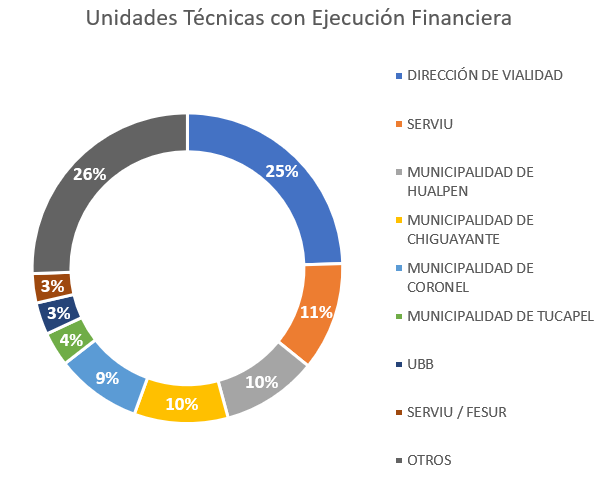 Unidades Técnicas con Ejecución Financiera
25%
11%
10%
10%
9%
4%
3%
3%
26%
DIRECCIÓN DE VIALIDAD
SERVIU
MUNICIPALIDAD DE
HUALPEN
MUNICIPALIDAD DE
CHIGUAYANTE
MUNICIPALIDAD DE
CORONEL
MUNICIPALIDAD DE TUCAPEL
UBB
SERVIU / FESUR
OTROS